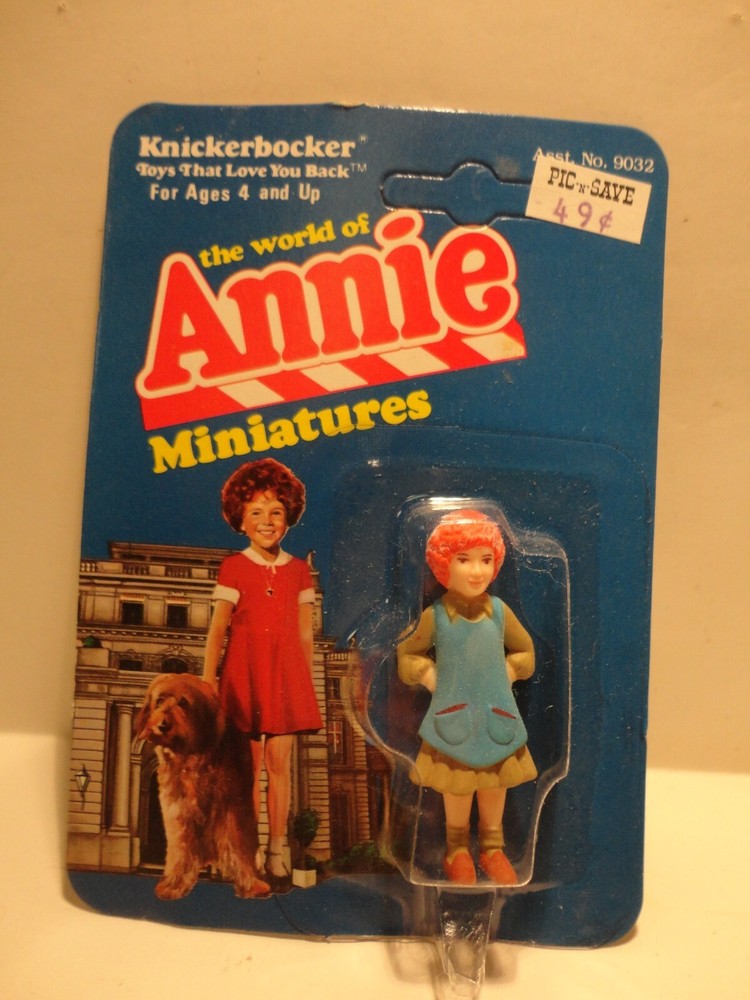 Knickerbocker
Toys That Love You Back™
For Ages 4 and Up
Asst. No. 9032
PIC 'N' SAVE
49¢
the world of
Annie
Miniatures